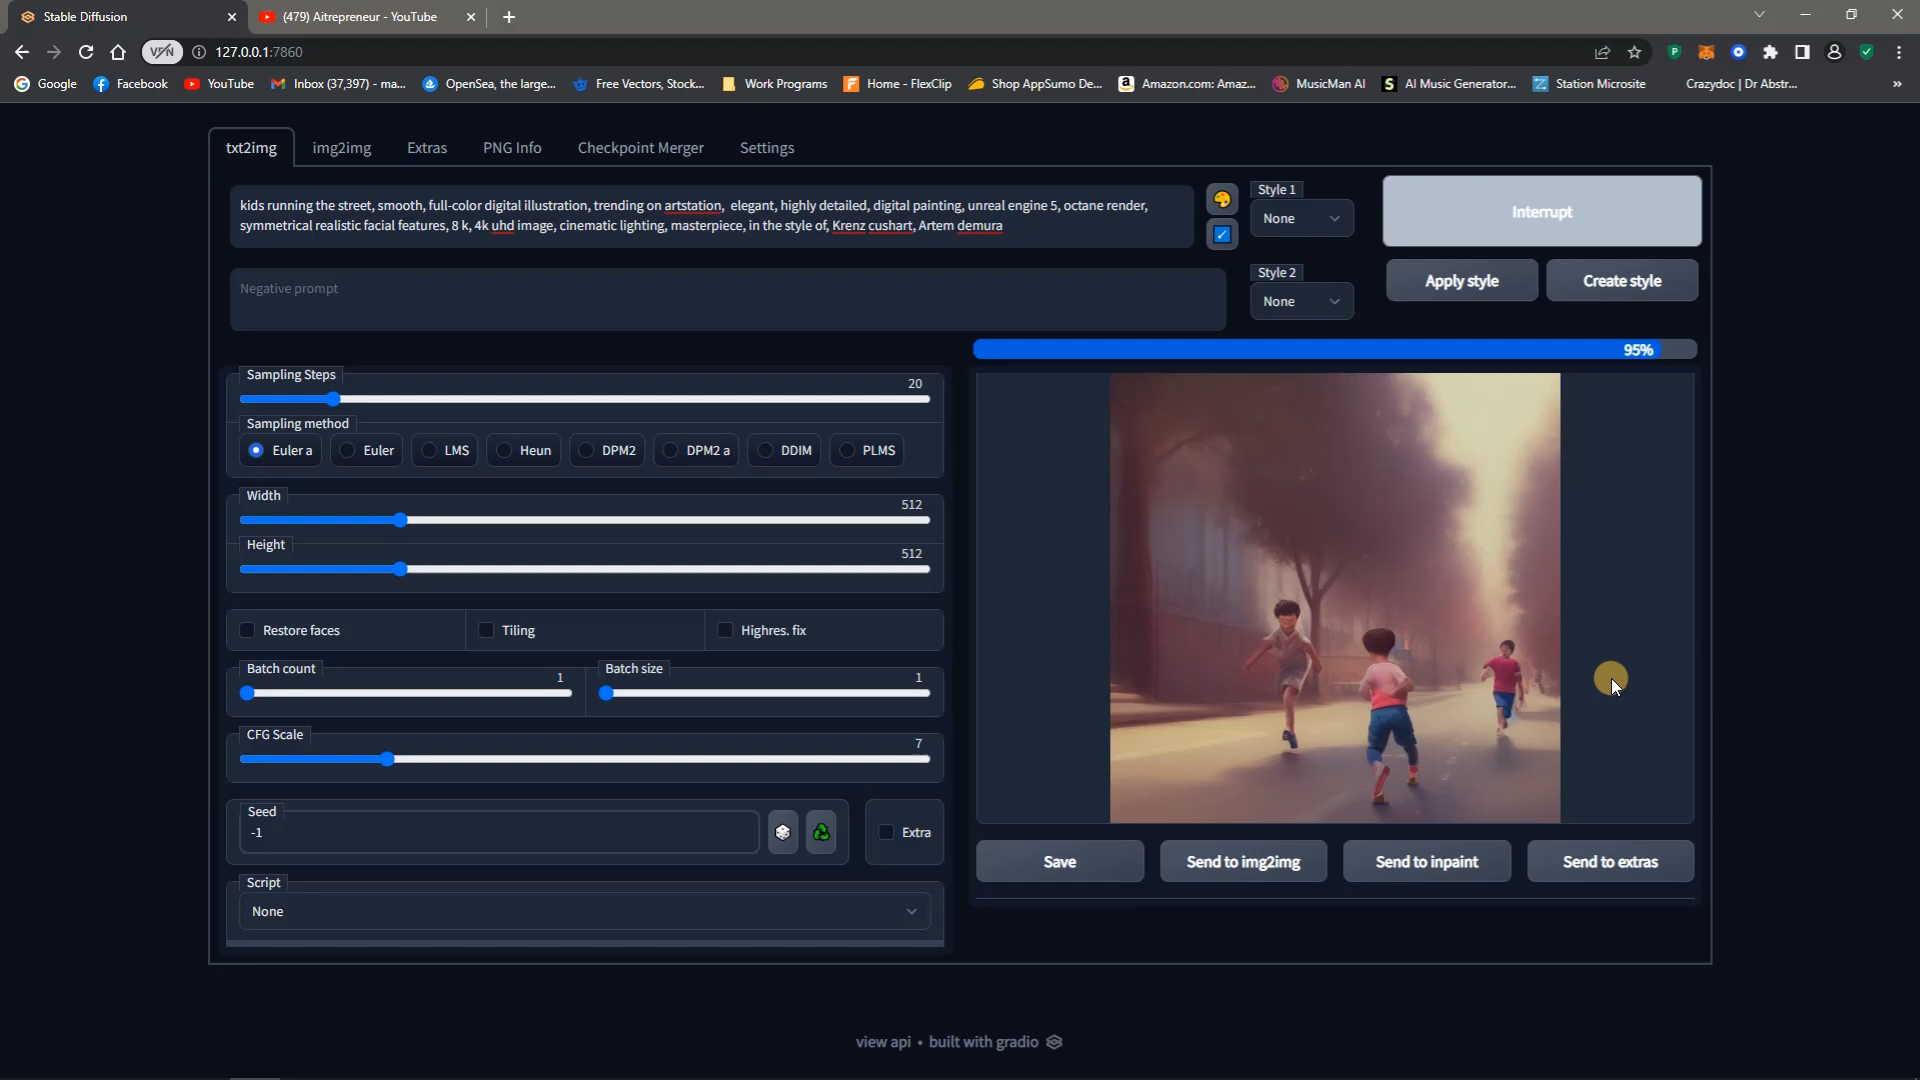 Stable Diffusion
(479) Aitrepreneur - YouTube
VPN
127.0.0.1:7860
Google
Facebook
YouTube
Inbox (37,397) - ma...
OpenSea, the large...
Free Vectors, Stock...
Work Programs
Home - FlexClip
Shop AppSumo De...
Amazon.com: Amaz...
MusicMan AI
AI Music Generator...
Station Microsite
Crazydoc | Dr Abstr...
»
txt2img
img2img
Extras
PNG Info
Checkpoint Merger
Settings
kids running the street, smooth, full-color digital illustration, trending on artstation, elegant, highly detailed, digital painting, unreal engine 5, octane render,
symmetrical realistic facial features, 8 k, 4k uhd image, cinematic lighting, masterpiece, in the style of, Krenz cushart, Artem demura
Style 1
None
Interrupt
Negative prompt
Style 2
None
Apply style
Create style
95%
Sampling Steps
20
Sampling method
Euler a
Euler
LMS
Heun
DPM2
DPM2 a
DDIM
PLMS
Width
512
Height
512
Restore faces
Tiling
Highres. fix
Batch count
1
Batch size
1
CFG Scale
7
Seed
-1
Extra
Script
None
Save
Send to img2img
Send to inpaint
Send to extras
view api • built with gradio